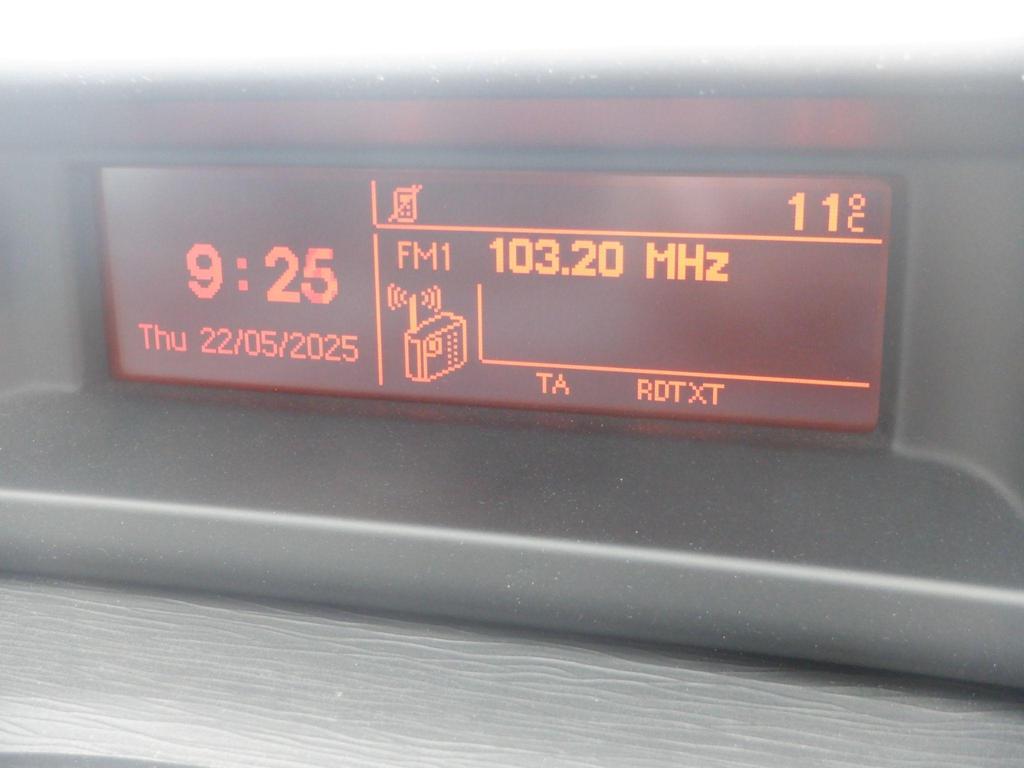 11°C
9:25
Thu 22/05/2025
FM1 103.20 MHz
TA RDTXT